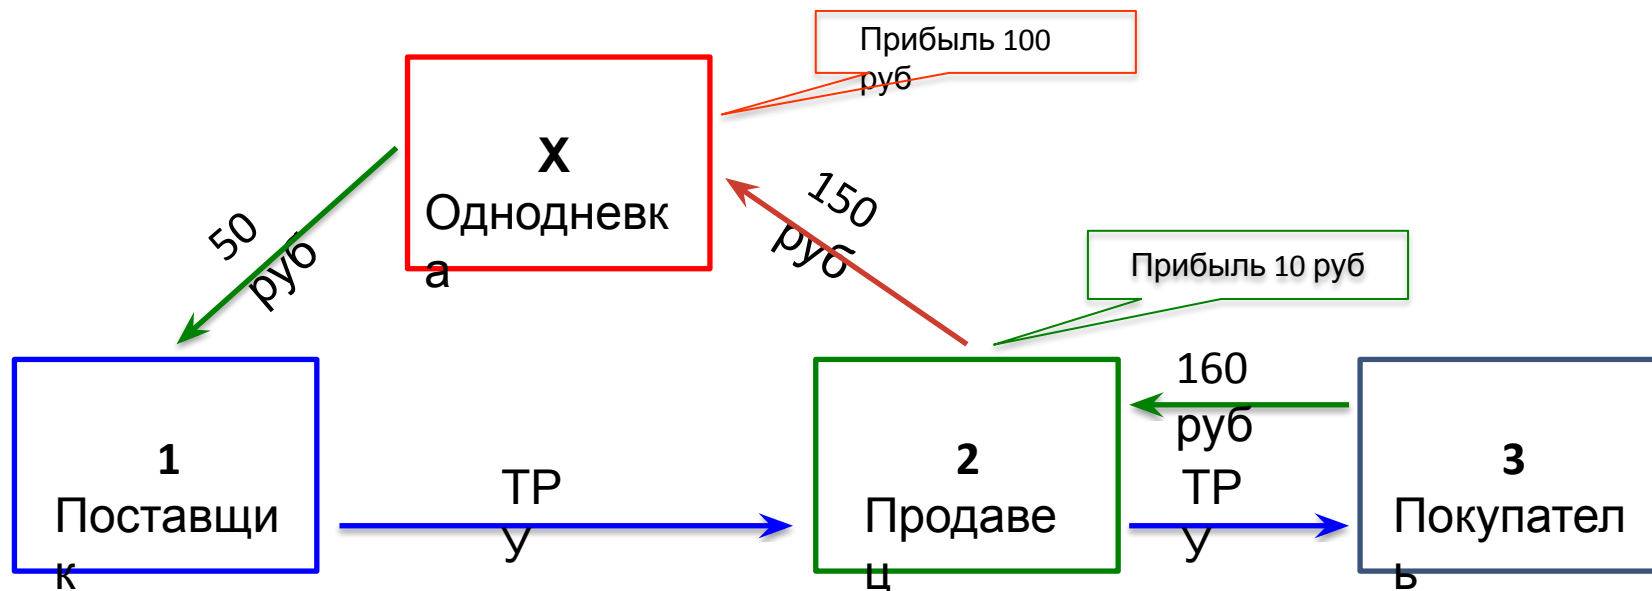 Прибыль 100
руб
X
Однодневк
а
50
руб
150
руб
Прибыль 10 руб
160
руб
1
Поставщи
к
ТР
У
2
Продаве
ц
ТР
У
3
Покупател
ь